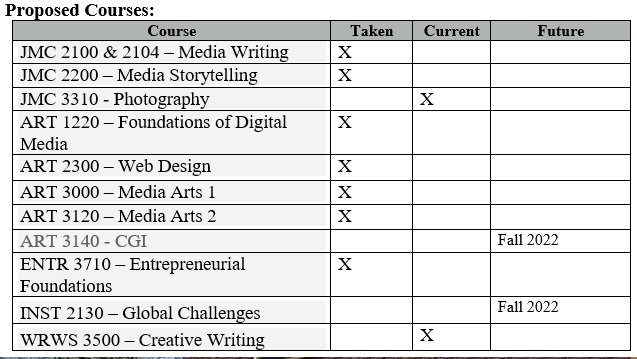 Proposed Courses:
Course Taken Current Future
JMC 2100 & 2104 – Media Writing X
JMC 2200 – Media Storytelling X
JMC 3310 - Photography X
ART 1220 – Foundations of Digital
Media X
ART 2300 – Web Design X
ART 3000 – Media Arts 1 X
ART 3120 – Media Arts 2 X
ART 3140 - CGI Fall 2022
ENTR 3710 – Entrepreneurial
Foundations X
INST 2130 – Global Challenges Fall 2022
WRWS 3500 – Creative Writing X